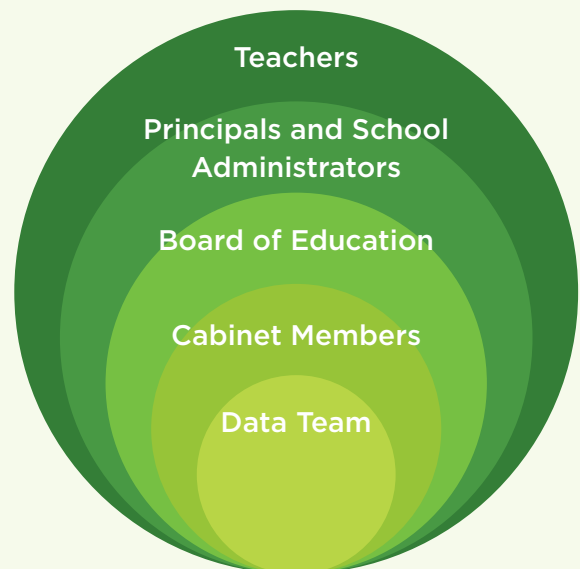 Teachers
Principals and School
Administrators
Board of Education
Cabinet Members
Data Team